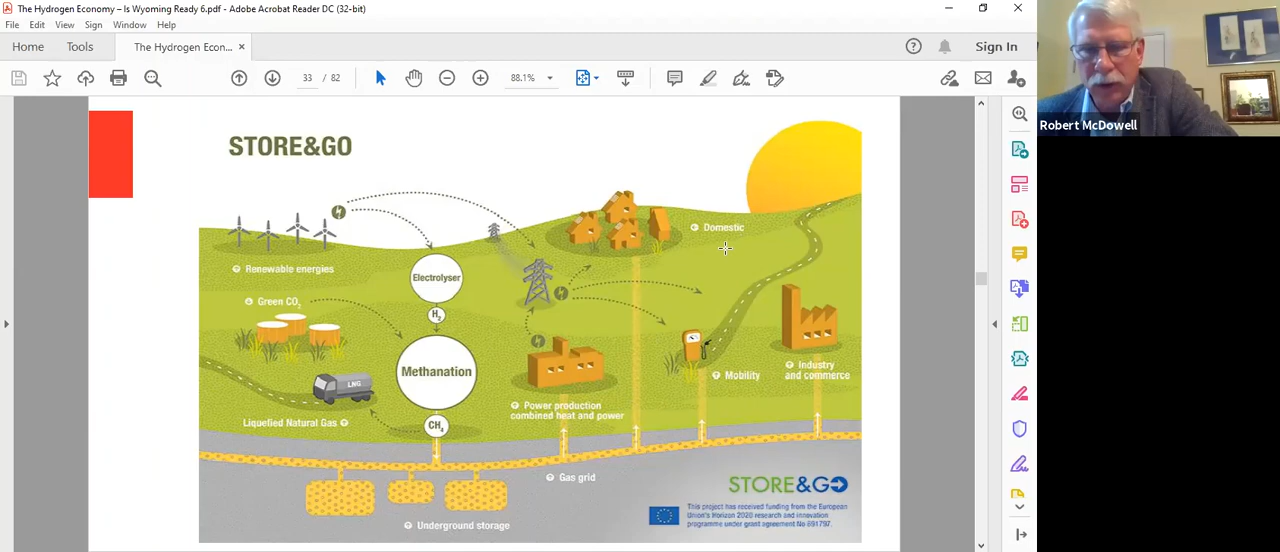 The Hydrogen Economy – Is Wyoming Ready 6.pdf - Adobe Acrobat Reader DC (32-bit)
File Edit View Sign Window Help
Home Tools The Hydrogen Econ... Sign In
33 / 82 88.1%
Robert McDowell
STORE&GO
Domestic
Renewable energies
Electrolyser
Green CO2
H2
Methanation
LNG
Liquefied Natural Gas
CH4
Power production
combined heat and power
Mobility
Industry
and commerce
Gas grid
Underground storage
STORE&GO
This project has received funding from the European
Union's Horizon 2020 research and innovation
programme under grant agreement No 691797.